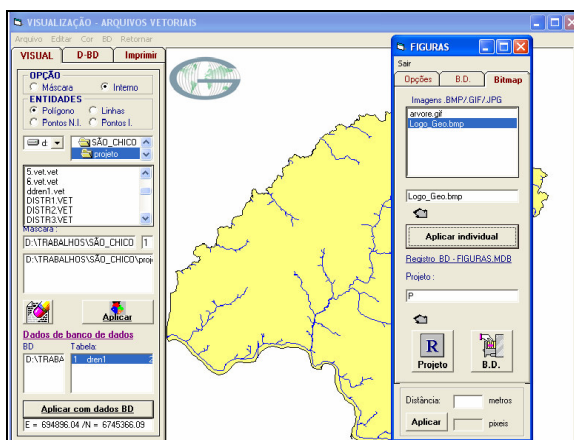 VISUALIZAÇÃO - ARQUIVOS VETORIAIS
Arquivo Editar Cor BD Retornar
VISUAL D-BD Imprimir
OPÇÃO
Máscara Interno
ENTIDADES
Polígono Linhas
Pontos N.I. Pontos I.
d: SÃO_CHICO
projeto
5.vet.vet
6.vet.vet
ddren1.vet
DISTR1.VET
DISTR2.VET
DISTR3.VET
Máscara :
D:\TRABALHOS\SÃO_CHICO 1
D:\TRABALHOS\SÃO_CHICO\proj
Aplicar
Dados de banco de dados
BD Tabela:
D:\TRABA 1 dren1 2
Aplicar com dados BD
E = 694896.04 /N = 6745366.09
FIGURAS
Sair
Opções B.D. Bitmap
Imagens .BMP/.GIF/.JPG
arvore.gif
Logo_Geo.bmp
Logo_Geo.bmp
Aplicar individual
Registro BD - FIGURAS.MDB
Projeto :
P
R
Projeto B.D.
Distância: metros
Aplicar pixeis